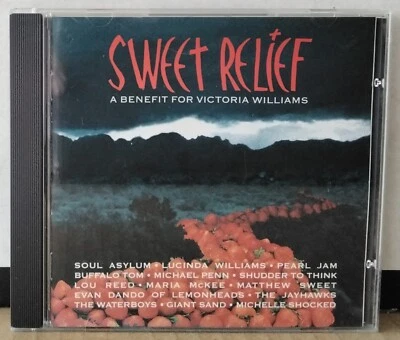 SWEET RELIEF
A BENEFIT FOR VICTORIA WILLIAMS
SOUL ASYLUM • LUCINDA WILLIAMS • PEARL JAM
BUFFALO TOM • MICHAEL PENN • SHUDDER TO THINK
LOU REED • MARIA MCKEE • MATTHEW SWEET
EVAN DANDO OF LEMONHEADS • THE JAYHAWKS
THE WATERBOYS • GIANT SAND • MICHELLE SHOCKED